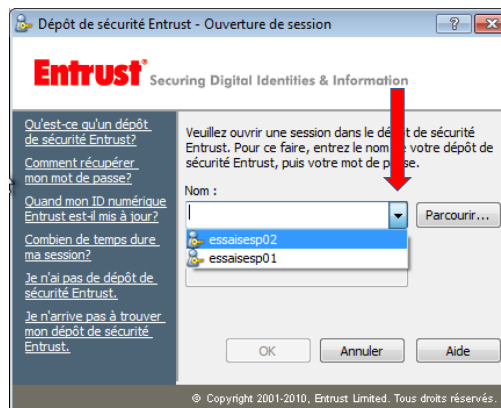 Dépôt de sécurité Entrust - Ouverture de session
Entrust
Securing Digital Identities & Information
Qu'est-ce qu'un dépôt
de sécurité Entrust?
Comment récupérer
mon mot de passe?
Quand mon ID numérique
Entrust est-il mis à jour?
Combien de temps dure
ma session?
Je n'ai pas de dépôt de
sécurité Entrust.
Je n'arrive pas à trouver
mon dépôt de sécurité
Entrust.
Veuillez ouvrir une session dans le dépôt de sécurité
Entrust. Pour ce faire, entrez le nom de votre dépôt de
sécurité Entrust, puis votre mot de passe.
Nom :
Parcourir...
essaisesp02
essaisesp01
OK
Annuler
Aide
© Copyright 2001-2010, Entrust Limited. Tous droits réservés.